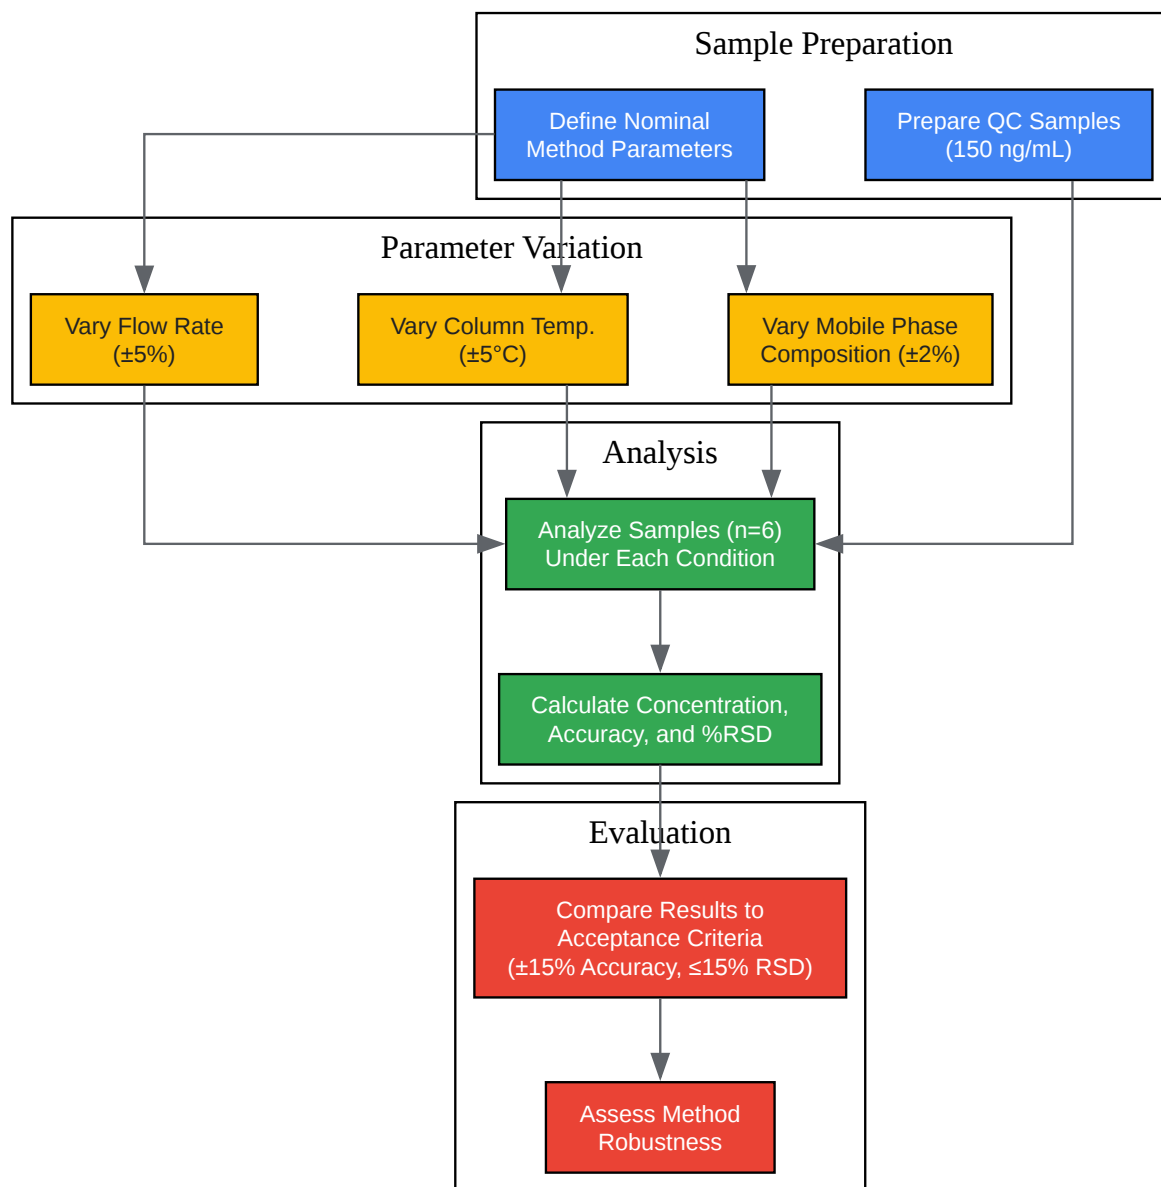 Sample Preparation
Define Nominal
Method Parameters
Prepare QC Samples
(150 ng/mL)
Parameter Variation
Vary Flow Rate
(±5%)
Vary Column Temp.
(±5°C)
Vary Mobile Phase
Composition (±2%)
Analysis
Analyze Samples (n=6)
Under Each Condition
Calculate Concentration,
Accuracy, and %RSD
Evaluation
Compare Results to
Acceptance Criteria
(±15% Accuracy, ≤15% RSD)
Assess Method
Robustness